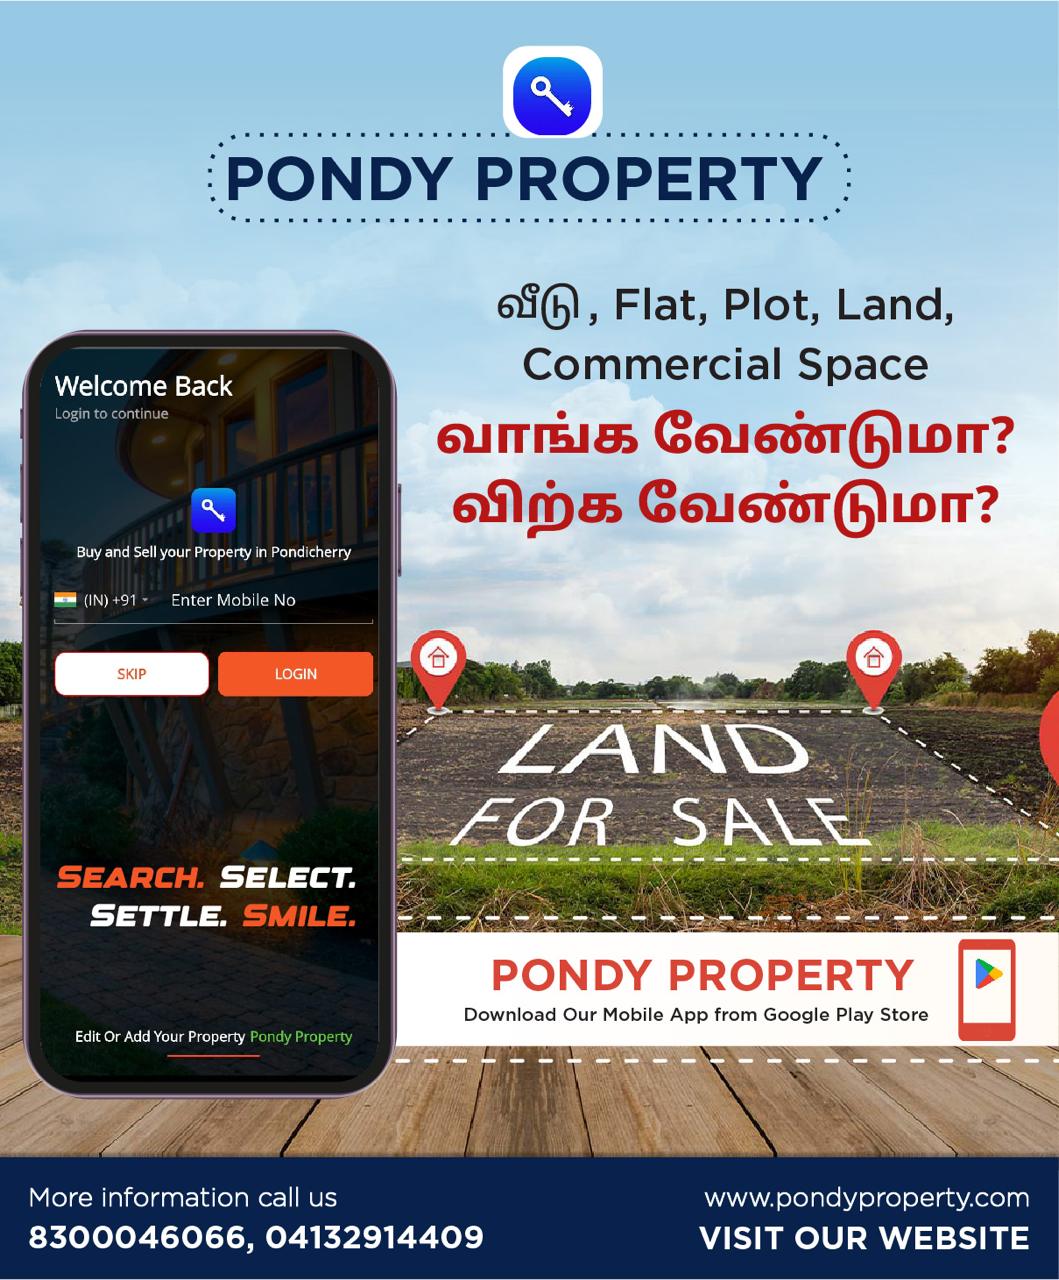 PONDY PROPERTY
வீடு, Flat, Plot, Land,
Commercial Space
வாங்க வேண்டுமா?
விற்க வேண்டுமா?
Welcome Back
Login to continue
Buy and Sell your Property in Pondicherry
(IN) +91 Enter Mobile No
SKIP LOGIN
SEARCH. SELECT.
SETTLE. SMILE.
Edit Or Add Your Property Pondy Property
LAND
FOR SALE
PONDY PROPERTY
Download Our Mobile App from Google Play Store
More information call us
8300046066, 04132914409
www.pondyproperty.com
VISIT OUR WEBSITE